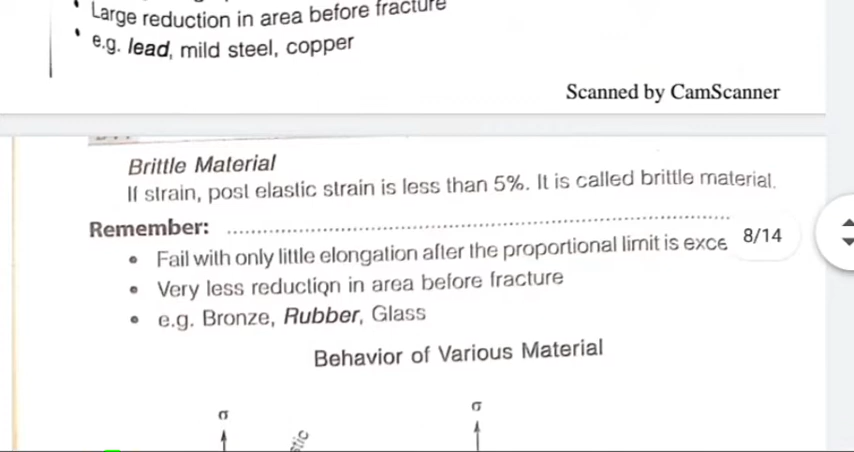 • Large reduction in area before fracture
• e.g. lead, mild steel, copper
Scanned by CamScanner
Brittle Material
If strain, post elastic strain is less than 5%. It is called brittle material.
Remember:
• Fail with only little elongation after the proportional limit is exce
8/14
• Very less reduction in area before fracture
• e.g. Bronze, Rubber, Glass
Behavior of Various Material
σ
σ
stic